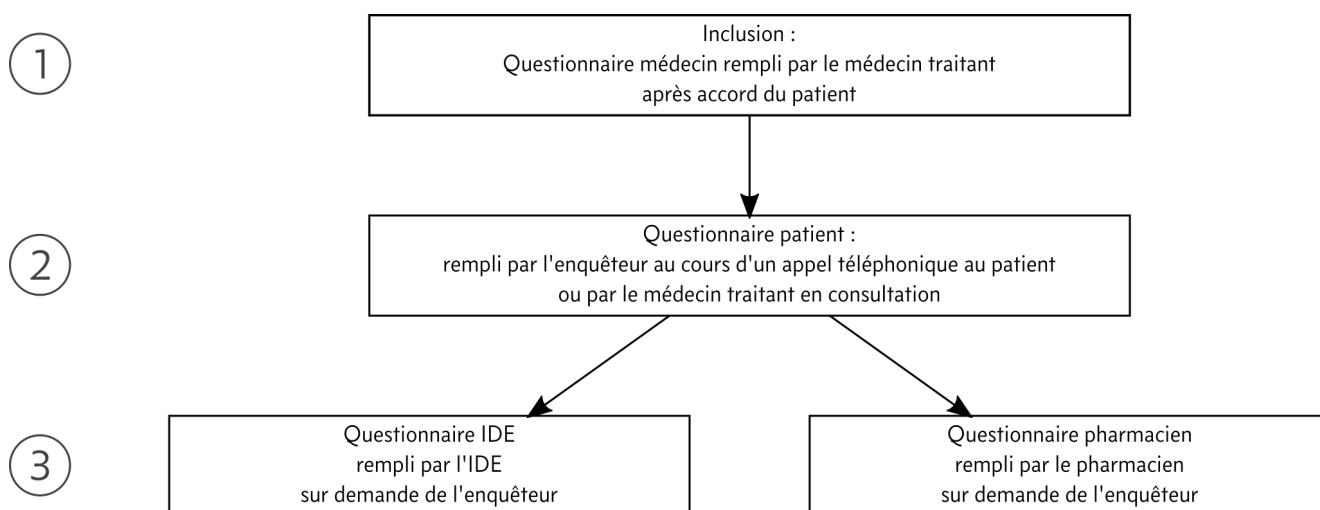 1
Inclusion :
Questionnaire médecin rempli par le médecin traitant
après accord du patient
2
Questionnaire patient :
rempli par l'enquêteur au cours d'un appel téléphonique au patient
ou par le médecin traitant en consultation
3
Questionnaire IDE
rempli par l'IDE
sur demande de l'enquêteur
Questionnaire pharmacien
rempli par le pharmacien
sur demande de l'enquêteur